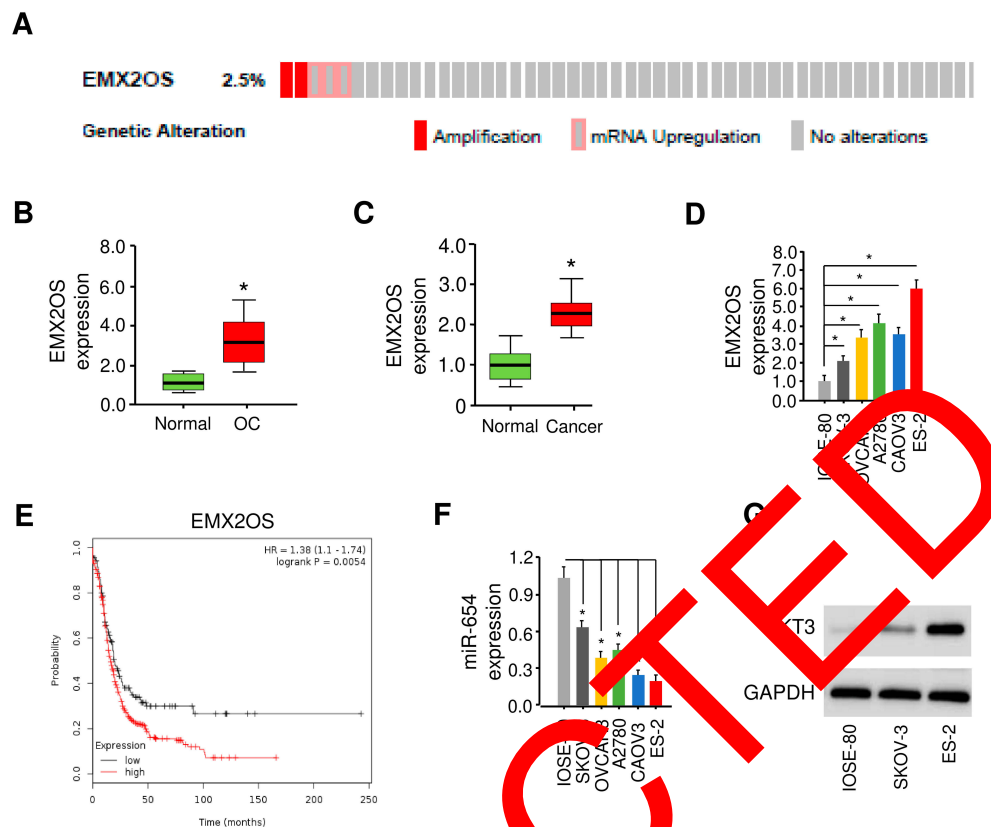 A
EMX2OS 2.5%
Genetic Alteration
Amplification
mRNA Upregulation
No alterations
B
EMX2OS
expression
8.0
6.0
4.0
2.0
0.0
*
Normal
OC
C
EMX2OS
expression
4.0
3.0
2.0
1.0
0
*
Normal
Cancer
D
EMX2OS
expression
8.0
7.0
6.0
5.0
4.0
3.0
2.0
1.0
0.0
*
*
*
*
*
A2780
CAOV3
ES-2
E
EMX2OS
HR = 1.38 (1.1 - 1.74)
logrank P = 0.0054
Probability
1.0
0.8
0.6
0.4
0.2
0.0
Expression
low
high
0
50
100
150
200
250
Time (months)
F
miR-654
expression
1.2
0.9
0.6
0.3
0.0
*
*
*
A2780
CAOV3
ES-2
G
GAPDH
IOSE-80
SKOV-3
ES-2
CTED